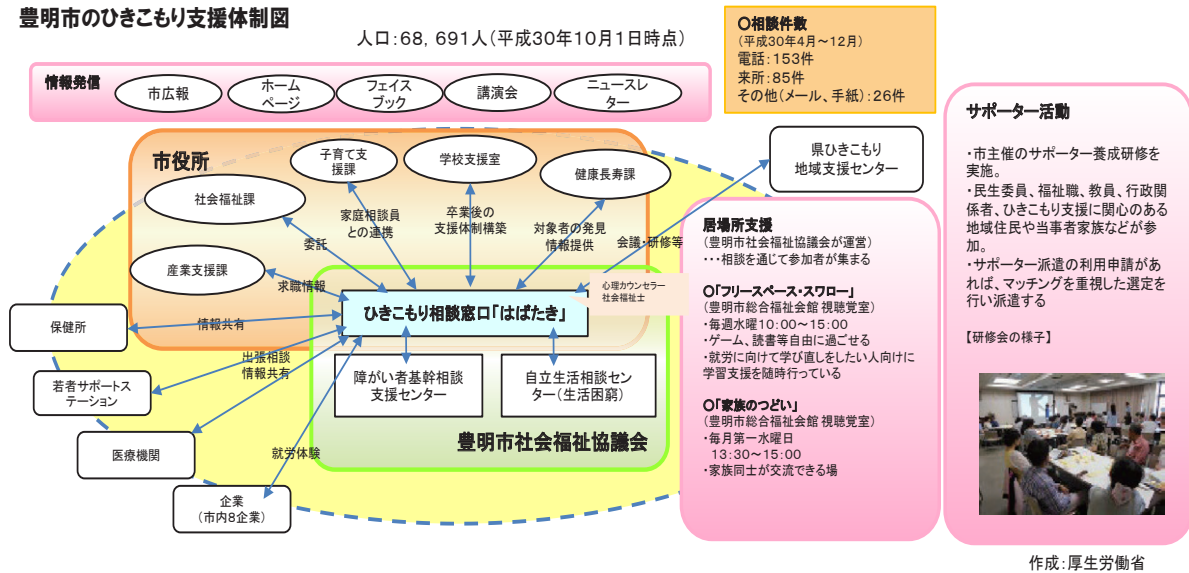 豊明市のひきこもり支援体制図
人口:68,691人(平成30年10月1日時点)
〇相談件数
(平成30年4月~12月)
電話:153件
来所:85件
その他(メール、手紙):26件
情報発信
市広報
ホーム
ページ
フェイス
ブック
講演会
ニュースレ
ター
市役所
子育て支
援課
学校支援室
健康長寿課
社会福祉課
産業支援課
県ひきこもり
地域支援センター
家庭相談員
との連携
卒業後の
支援体制構築
対象者の発見
情報提供
会議・研修等
委託
求職情報
心理カウンセラー
社会福祉士
ひきこもり相談窓口「はばたき」
保健所
情報共有
出張相談
情報共有
若者サポートス
テーション
医療機関
就労体験
企業
(市内8企業)
障がい者基幹相談
支援センター
自立生活相談セン
ター(生活困窮)
豊明市社会福祉協議会
居場所支援
(豊明市社会福祉協議会が運営)
・・・相談を通じて参加者が集まる
〇「フリースペース・スワロー」
(豊明市総合福祉会館 視聴覚室)
・毎週水曜10:00~15:00
・ゲーム、読書等自由に過ごせる
・就労に向けて学び直しをしたい人向けに
学習支援を随時行っている
〇「家族のつどい」
(豊明市総合福祉会館 視聴覚室)
・毎月第一水曜日
13:30~15:00
・家族同士が交流できる場
サポーター活動
・市主催のサポーター養成研修を
実施。
・民生委員、福祉職、教員、行政関
係者、ひきこもり支援に関心のある
地域住民や当事者家族などが参
加。
・サポーター派遣の利用申請があ
れば、マッチングを重視した選定を
行い派遣する
【研修会の様子】
作成:厚生労働省